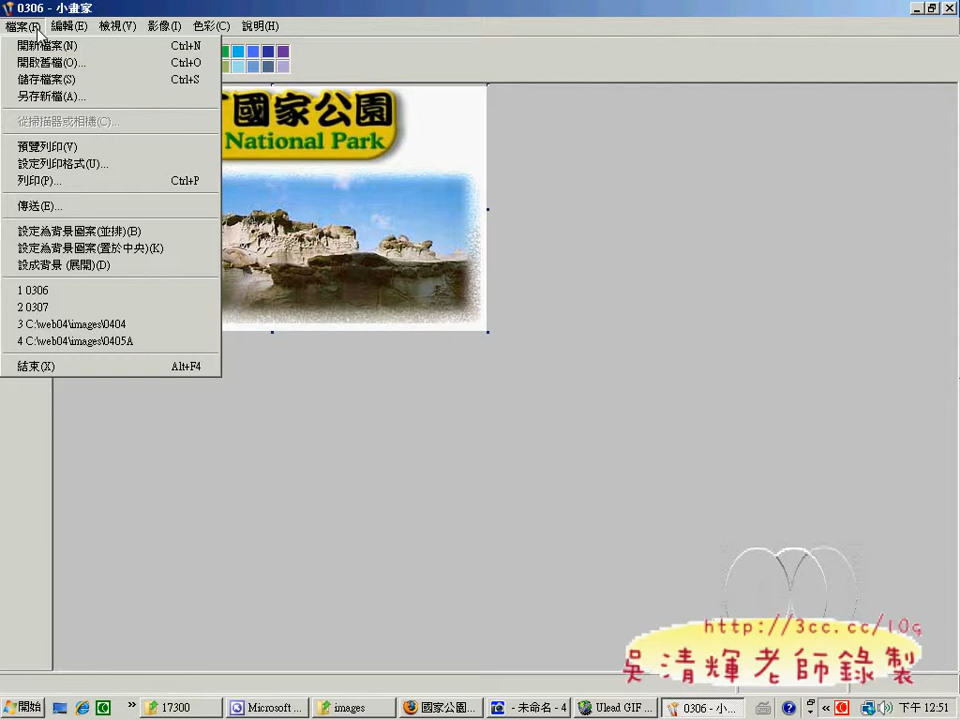 0306 - 小畫家
檔案(F) 編輯(E) 檢視(V) 影像(I) 色彩(C) 說明(H)
開新檔案(N) Ctrl+N
開啟舊檔(O)... Ctrl+O
儲存檔案(S) Ctrl+S
另存新檔(A)...
從掃描器或相機(C)...
預覽列印(V)
設定列印格式(U)...
列印(P)... Ctrl+P
傳送(E)...
設定為背景圖案(並排)(B)
設定為背景圖案(置於中央)(K)
設成背景 (展開)(D)
1 0306
2 0307
3 C:\web04\images\0404
4 C:\web04\images\0405A
結束(X) Alt+F4
國家公園
National Park
http://3cc.cc/10q
吳清輝老師錄製
開始 17300 Microsoft ... images 國家公園... - 未命名 - 4 Ulead GIF ... 0306 - 小... 下午 12:51